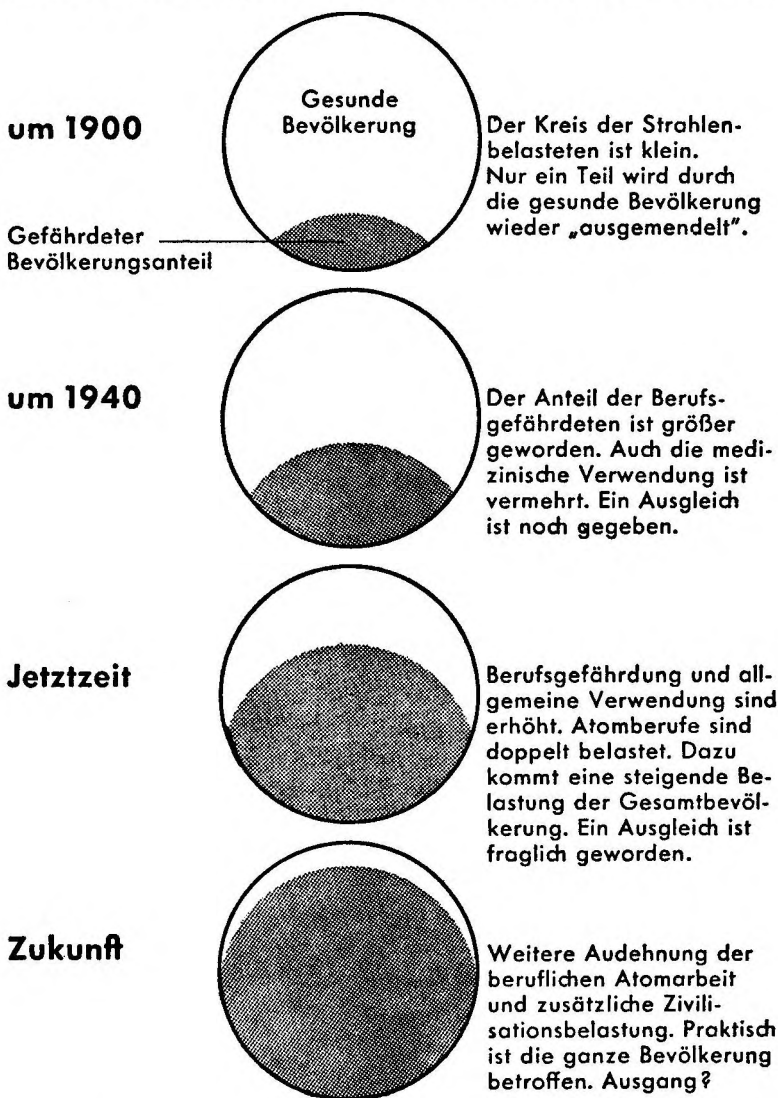 um 1900
Gesunde
Bevölkerung
Der Kreis der Strahlen-
belasteten ist klein.
Nur ein Teil wird durch
die gesunde Bevölkerung
wieder „ausgemendelt".
Gefährdeter
Bevölkerungsanteil
um 1940
Der Anteil der Berufs-
gefährdeten ist größer
geworden. Auch die medi-
zinische Verwendung ist
vermehrt. Ein Ausgleich
ist noch gegeben.
Jetztzeit
Berufsgefährdung und all-
gemeine Verwendung sind
erhöht. Atomberufe sind
doppelt belastet. Dazu
kommt eine steigende Be-
lastung der Gesamtbevöl-
kerung. Ein Ausgleich ist
fraglich geworden.
Zukunft
Weitere Audehnung der
beruflichen Atomarbeit
und zusätzliche Zivili-
sationsbelastung. Praktisch
ist die ganze Bevölkerung
betroffen. Ausgang?